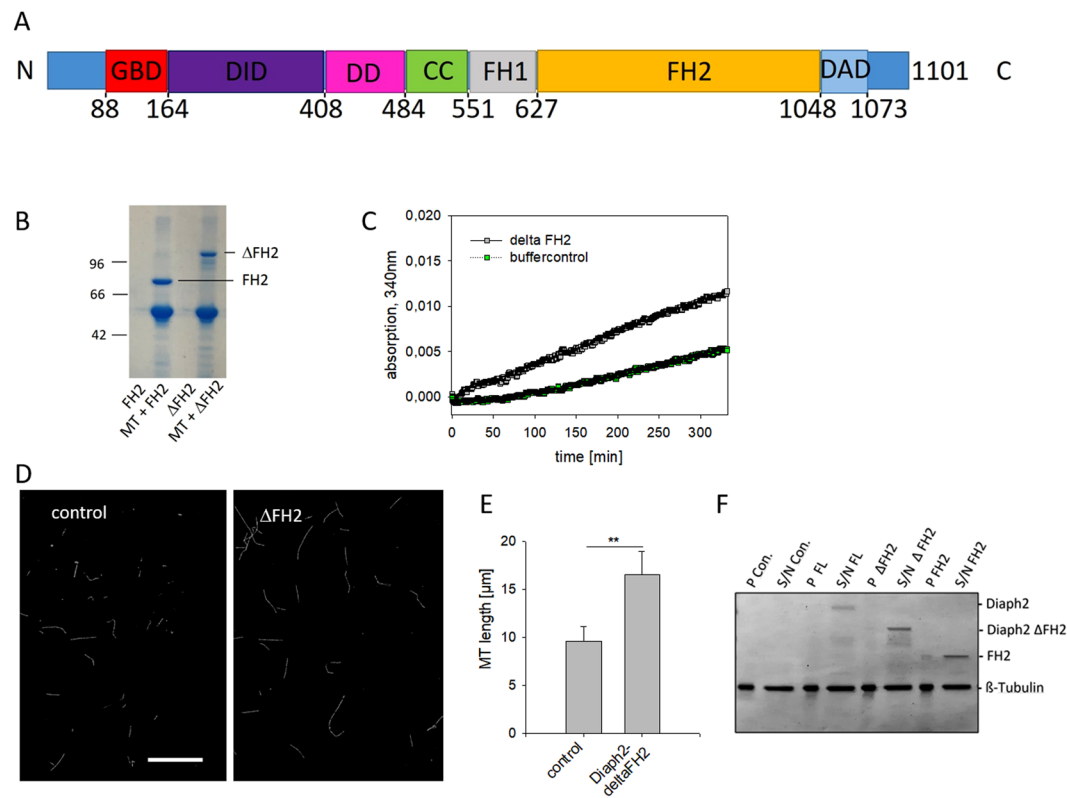 A
N GBD DID DD CC FH1 FH2 DAD 1101 C
88 164 408 484 551 627 1048 1073
B
96
66
42
ΔFH2
FH2
FH2
MT + FH2
ΔFH2
MT + ΔFH2
C
absorption, 340nm
0,020
0,015
0,010
0,005
0,000
delta FH2
buffercontrol
0 50 100 150 200 250 300
time [min]
D
control
ΔFH2
E
MT length [µm]
20
15
10
5
0
**
control
Diaph2-
deltaFH2
F
P Con.
S/N Con.
P FL
S/N FL
P ΔFH2
S/N Δ FH2
P FH2
S/N FH2
Diaph2
Diaph2 ΔFH2
FH2
ß-Tubulin